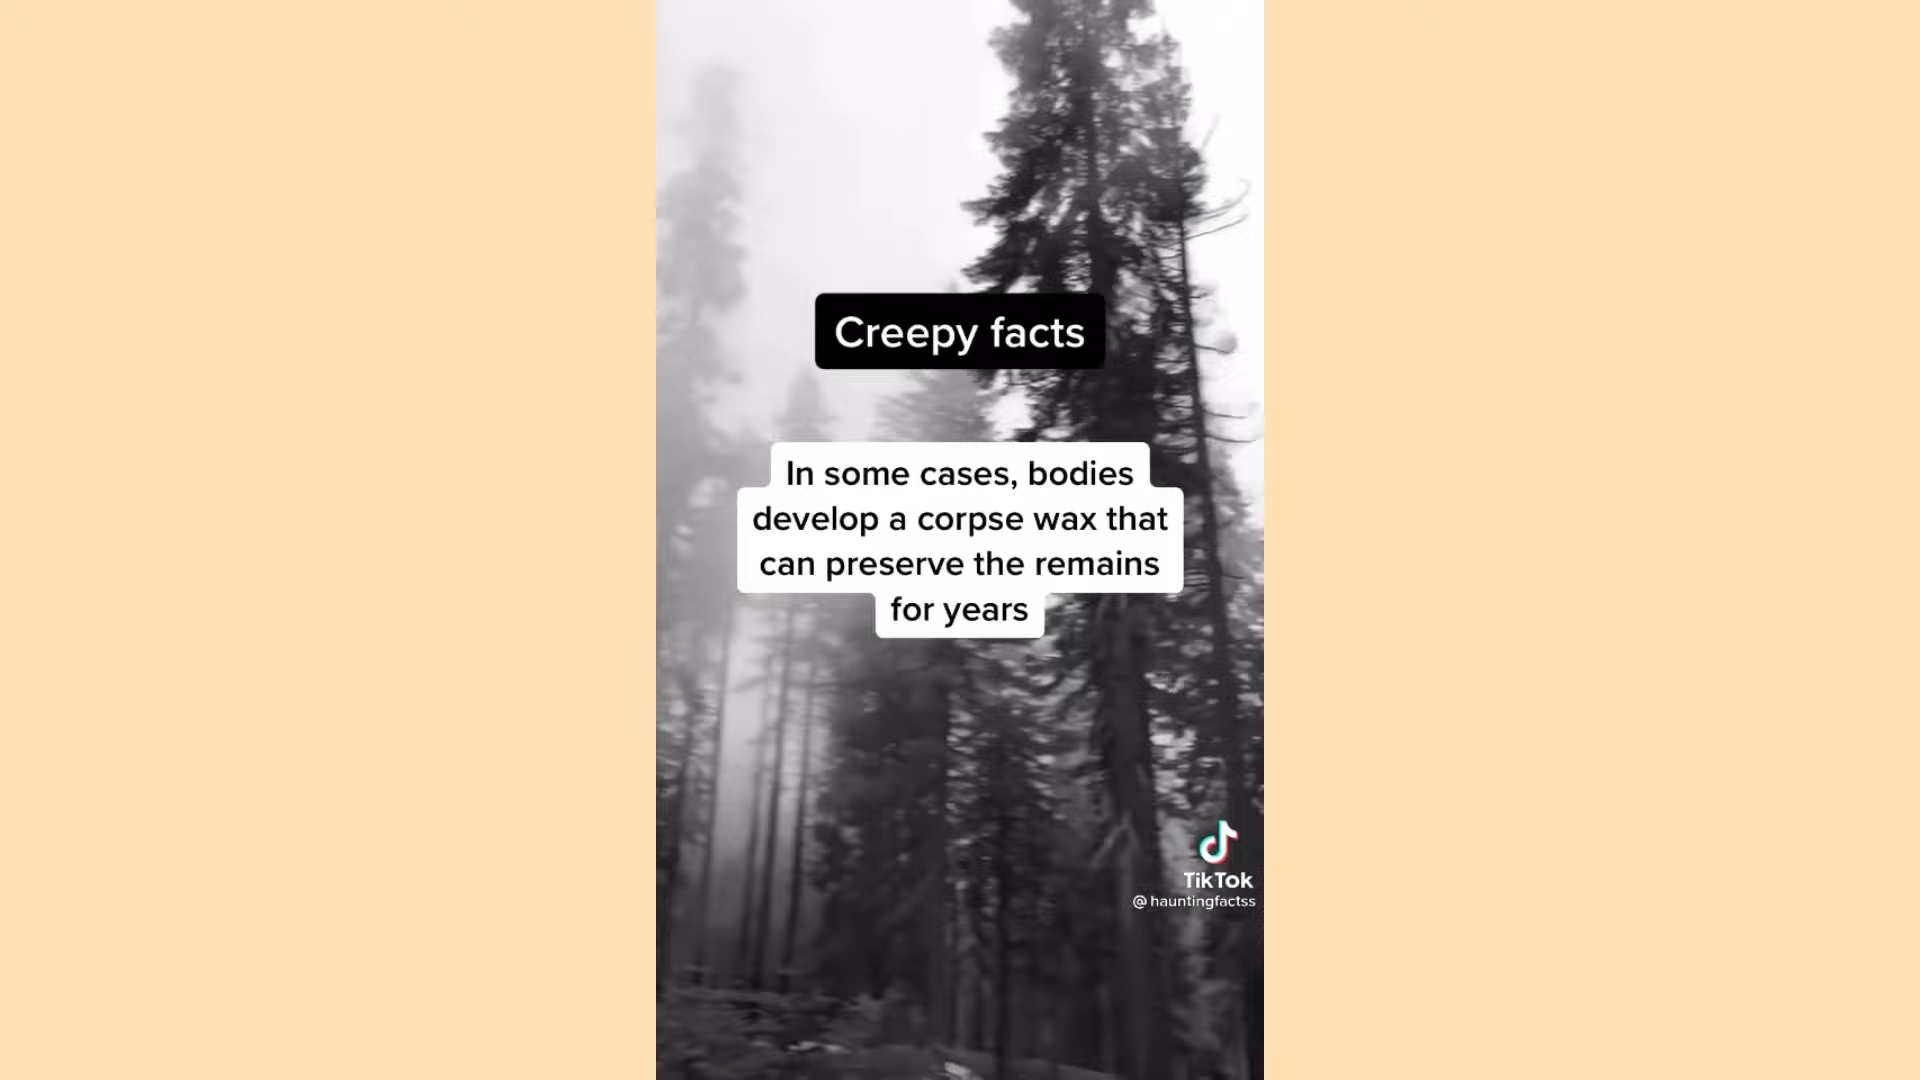 Creepy facts
In some cases, bodies
develop a corpse wax that
can preserve the remains
for years
TikTok
@hauntingfactss